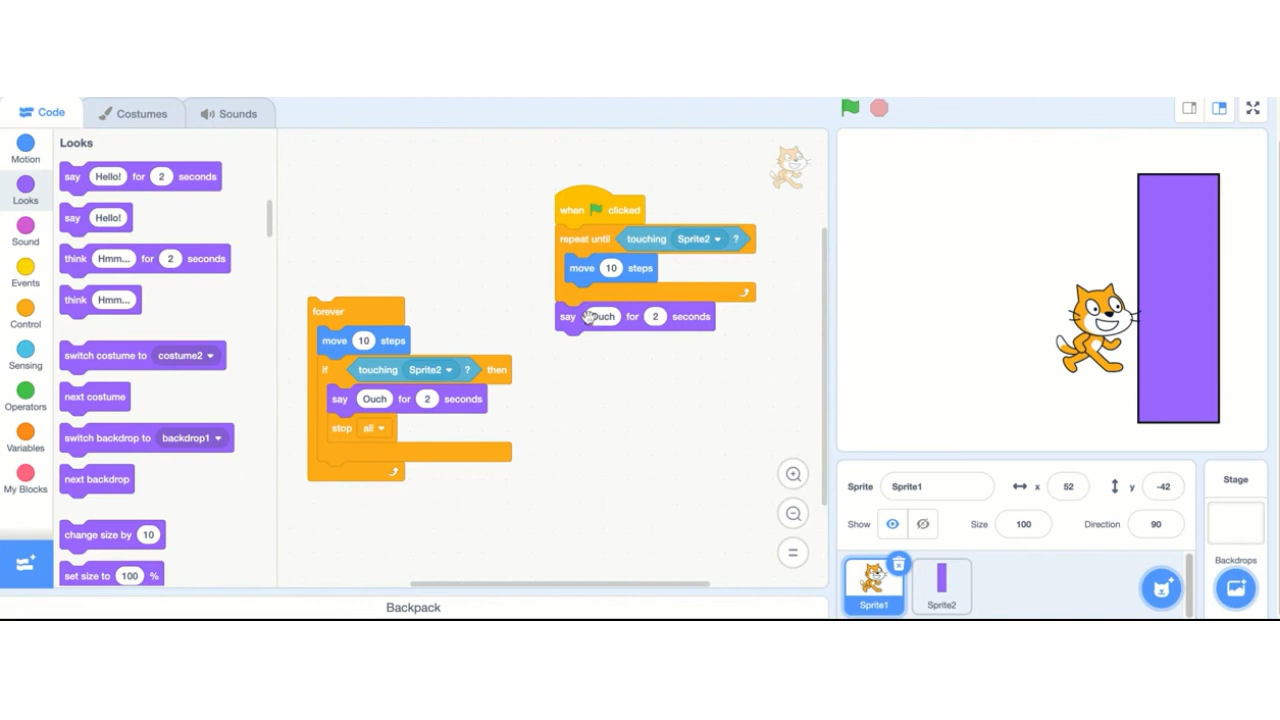 Code
Costumes
Sounds
Motion
Looks
Sound
Events
Control
Sensing
Operators
Variables
My Blocks
Looks
say Hello! for 2 seconds
say Hello!
think Hmm... for 2 seconds
think Hmm...
switch costume to costume2
next costume
switch backdrop to backdrop1
next backdrop
change size by 10
set size to 100 %
forever
move 10 steps
if touching Sprite2 ? then
say Ouch for 2 seconds
stop all
when clicked
repeat until touching Sprite2 ?
move 10 steps
say Ouch for 2 seconds
Backpack
Sprite Sprite1 x 52 y -42
Show Size 100 Direction 90
Sprite1
Sprite2
Stage
Backdrops